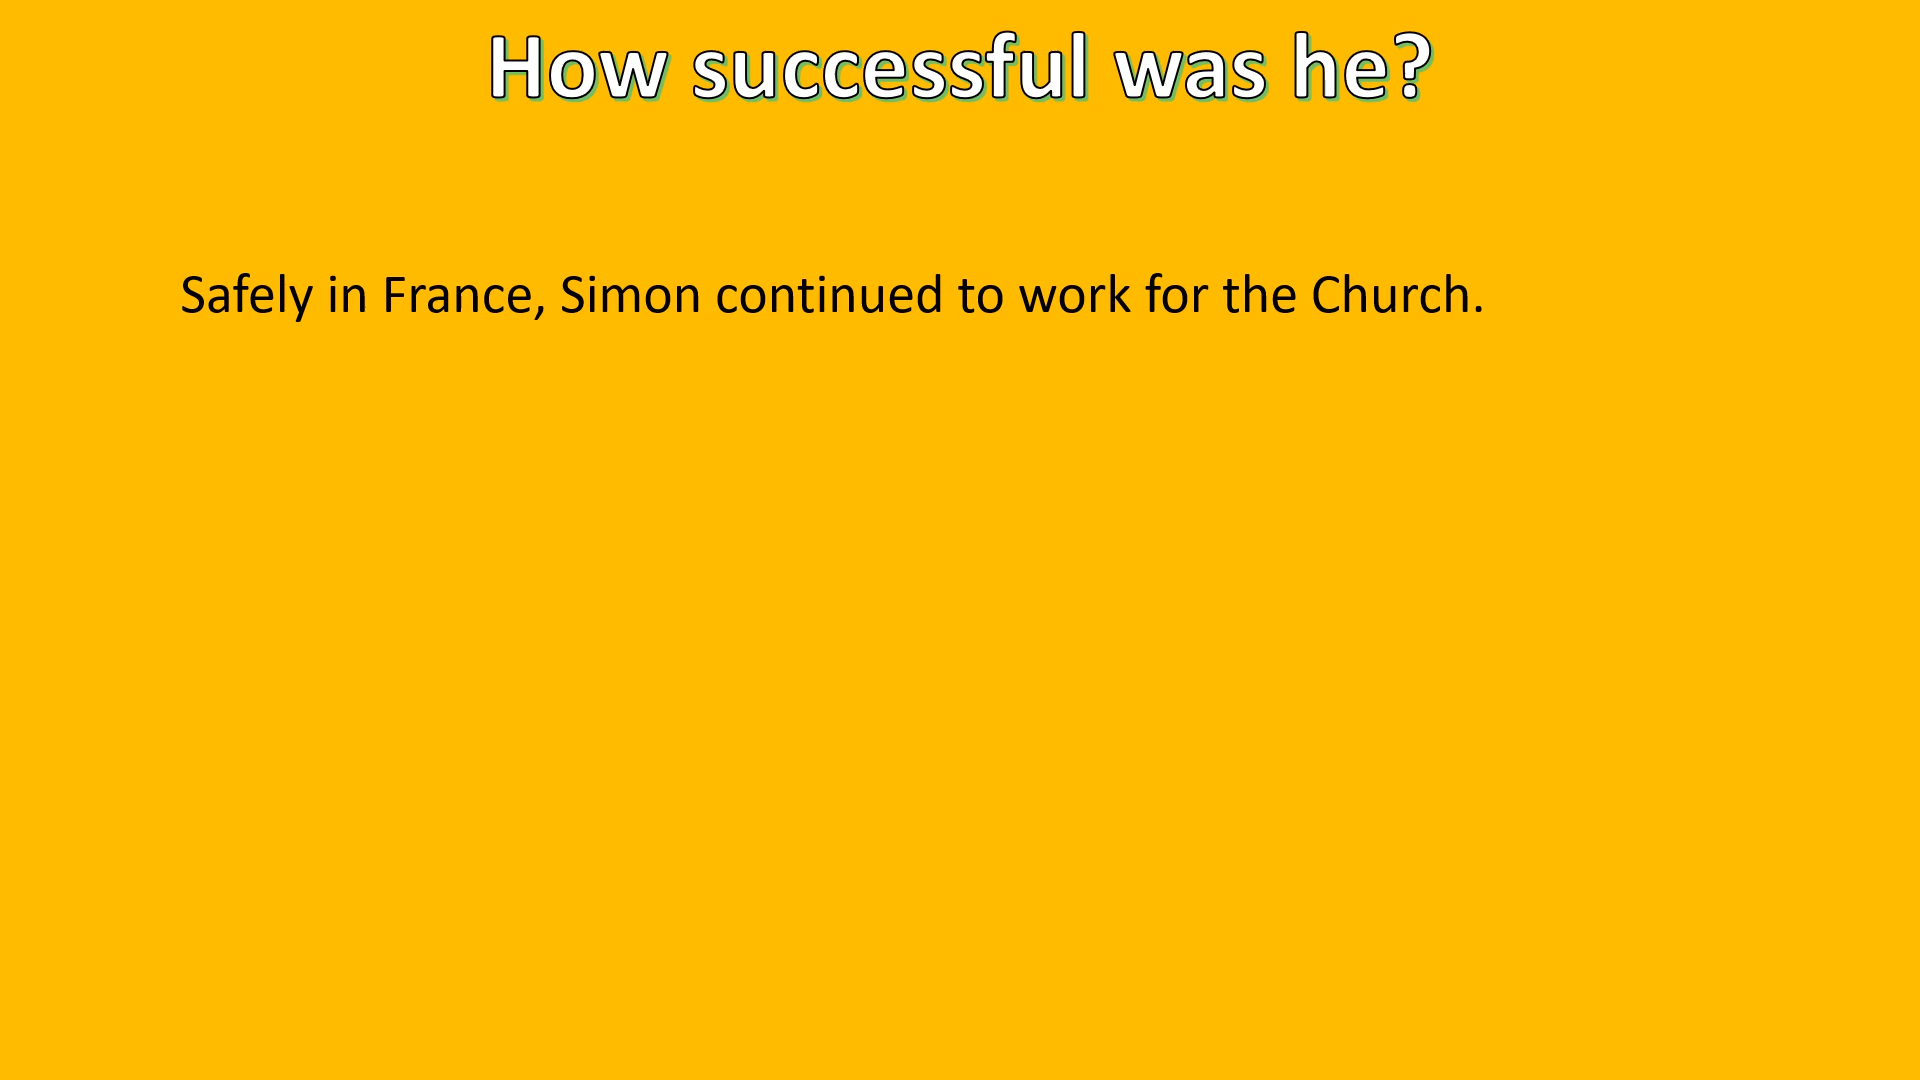 How successful was he?
Safely in France, Simon continued to work for the Church.